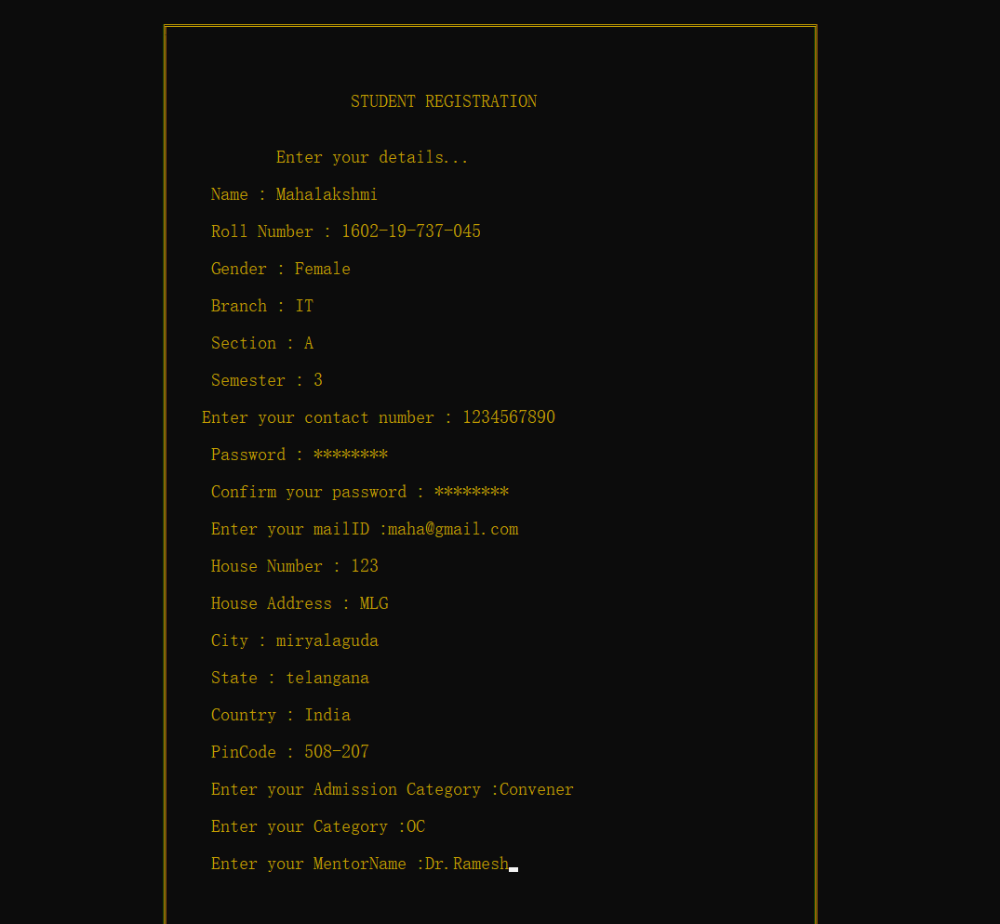 STUDENT REGISTRATION
Enter your details...
Name : Mahalakshmi
Roll Number : 1602-19-737-045
Gender : Female
Branch : IT
Section : A
Semester : 3
Enter your contact number : 1234567890
Password : ********
Confirm your password : ********
Enter your mailID :maha@gmail.com
House Number : 123
House Address : MLG
City : miryalaguda
State : telangana
Country : India
PinCode : 508-207
Enter your Admission Category :Convener
Enter your Category :OC
Enter your MentorName :Dr.Ramesh